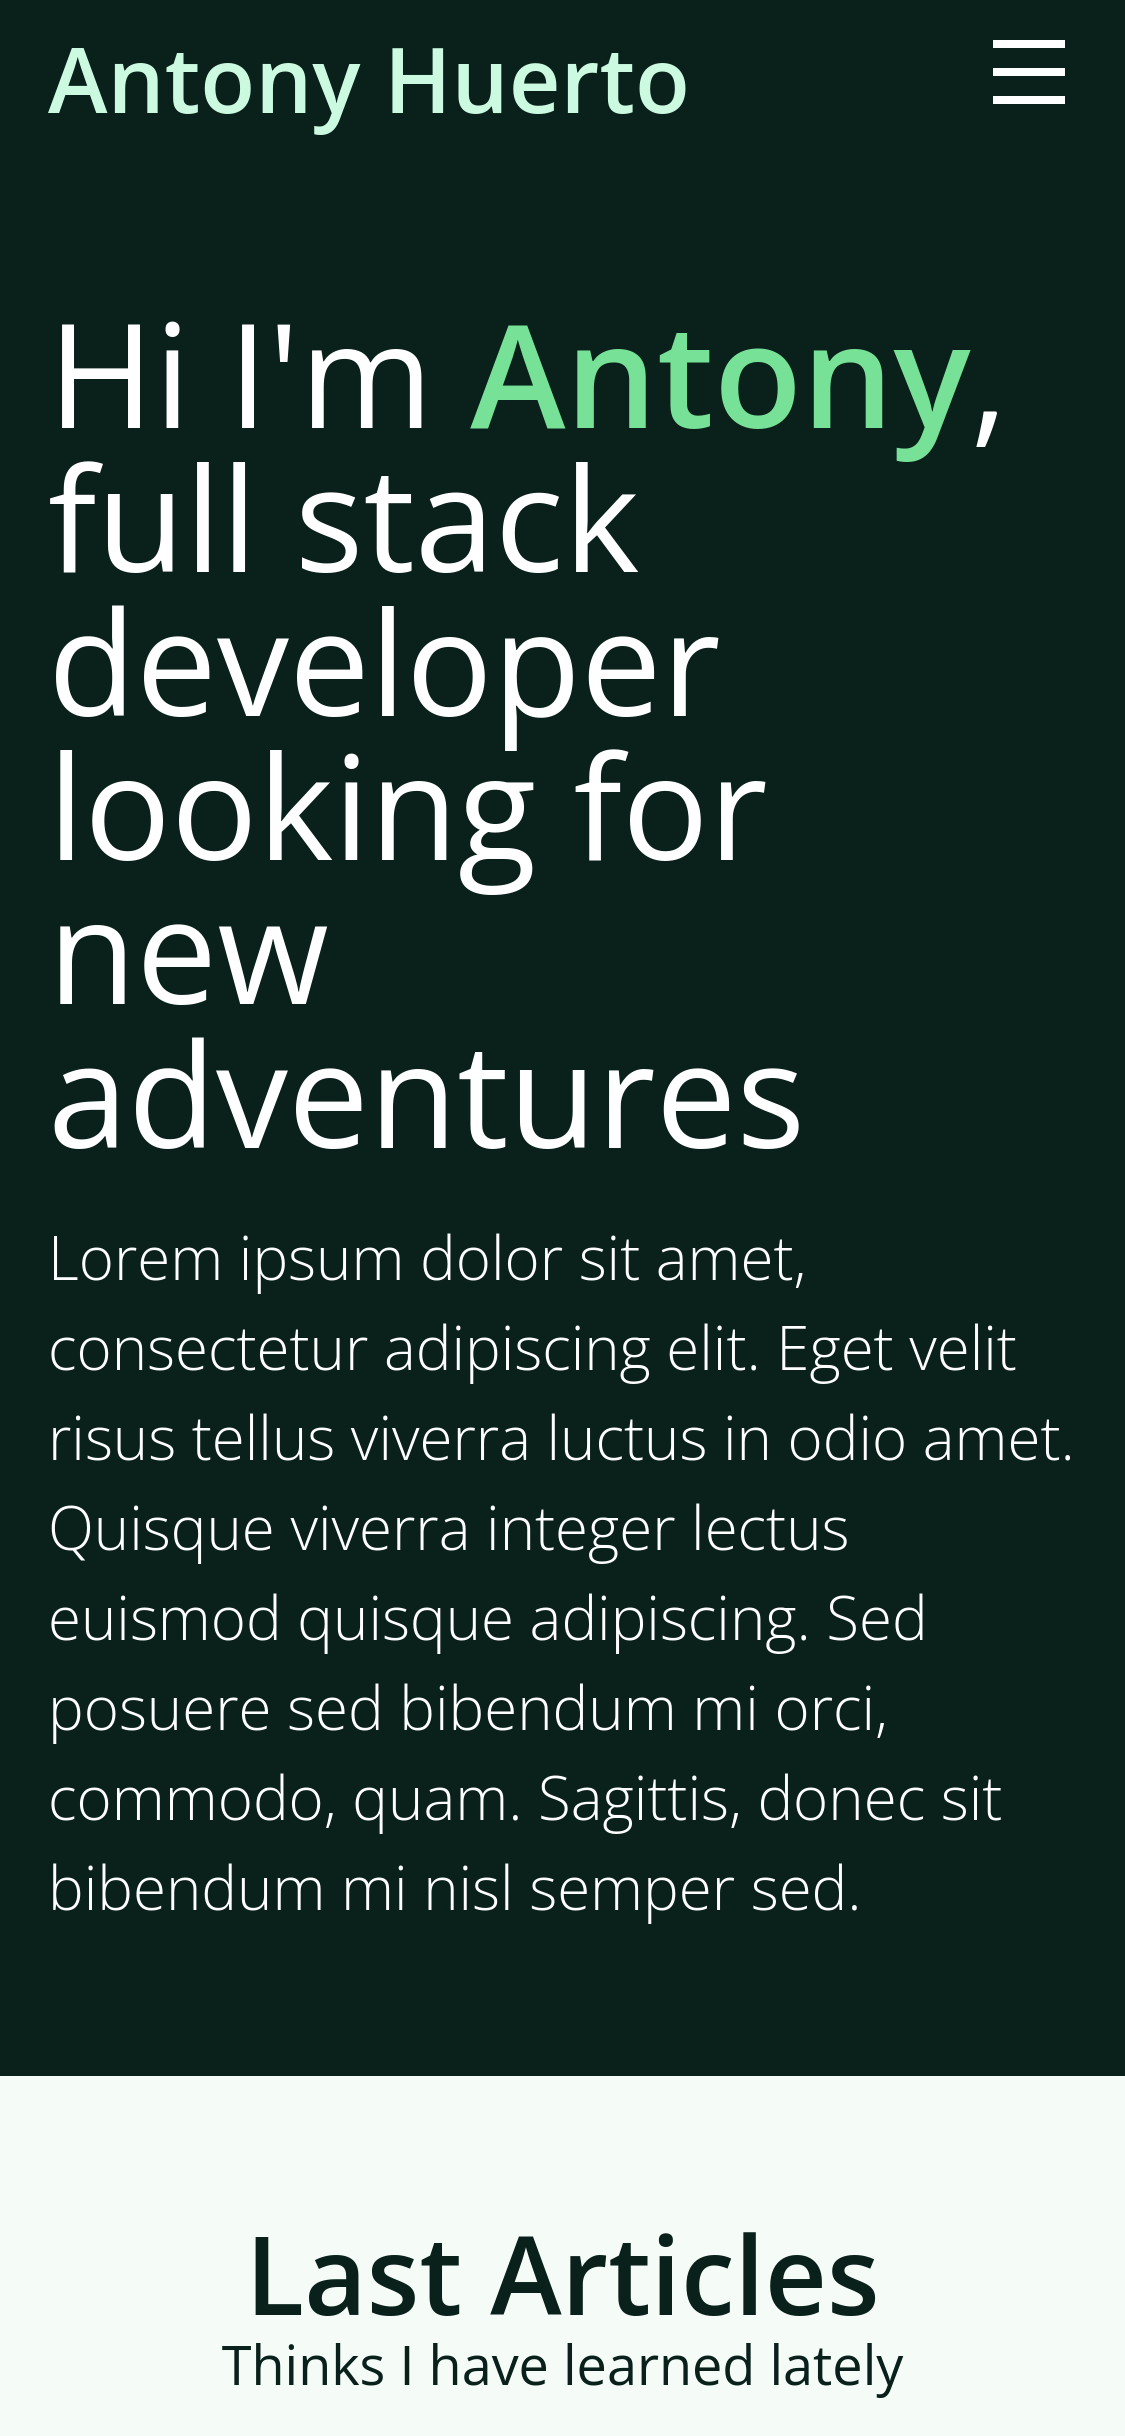 Antony Huerto
Hi I'm Antony,
full stack
developer
looking for
new
adventures
Lorem ipsum dolor sit amet,
consectetur adipiscing elit. Eget velit
risus tellus viverra luctus in odio amet.
Quisque viverra integer lectus
euismod quisque adipiscing. Sed
posuere sed bibendum mi orci,
commodo, quam. Sagittis, donec sit
bibendum mi nisl semper sed.
Last Articles
Thinks I have learned lately